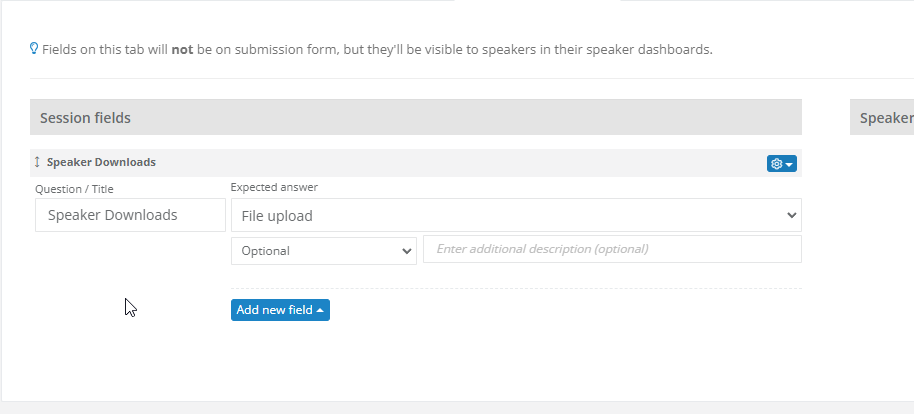 Fields on this tab will not be on submission form, but they'll be visible to speakers in their speaker dashboards.
Session fields
Speaker
Speaker Downloads
Question / Title
Expected answer
Speaker Downloads
File upload
Optional
Enter additional description (optional)
Add new field